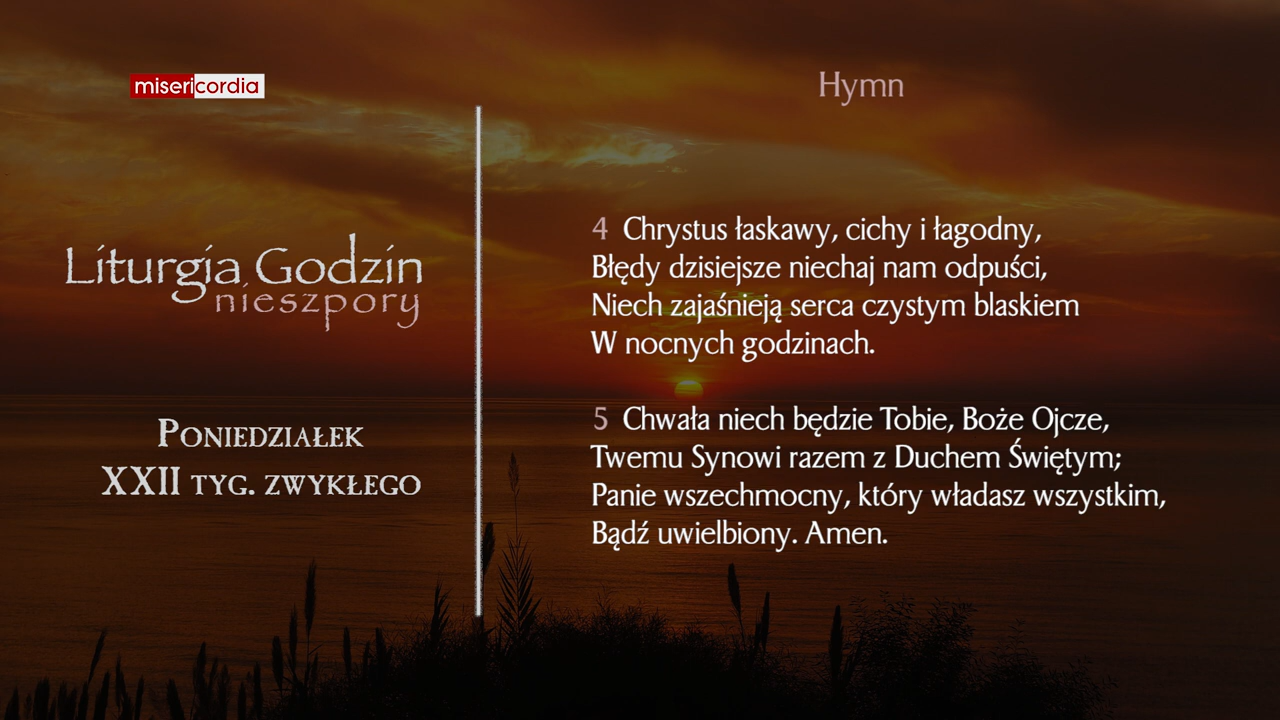 misericordia
Liturgia Godzin
nieszpory
Poniedziałek
XXII tyg. zwykłego
Hymn
4 Chrystus łaskawy, cichy i łagodny,
Błędy dzisiejsze niechaj nam odpuści,
Niech zajaśnieją serca czystym blaskiem
W nocnych godzinach.
5 Chwała niech będzie Tobie, Boże Ojcze,
Twemu Synowi razem z Duchem Świętym;
Panie wszechmocny, który władasz wszystkim,
Bądź uwielbiony. Amen.